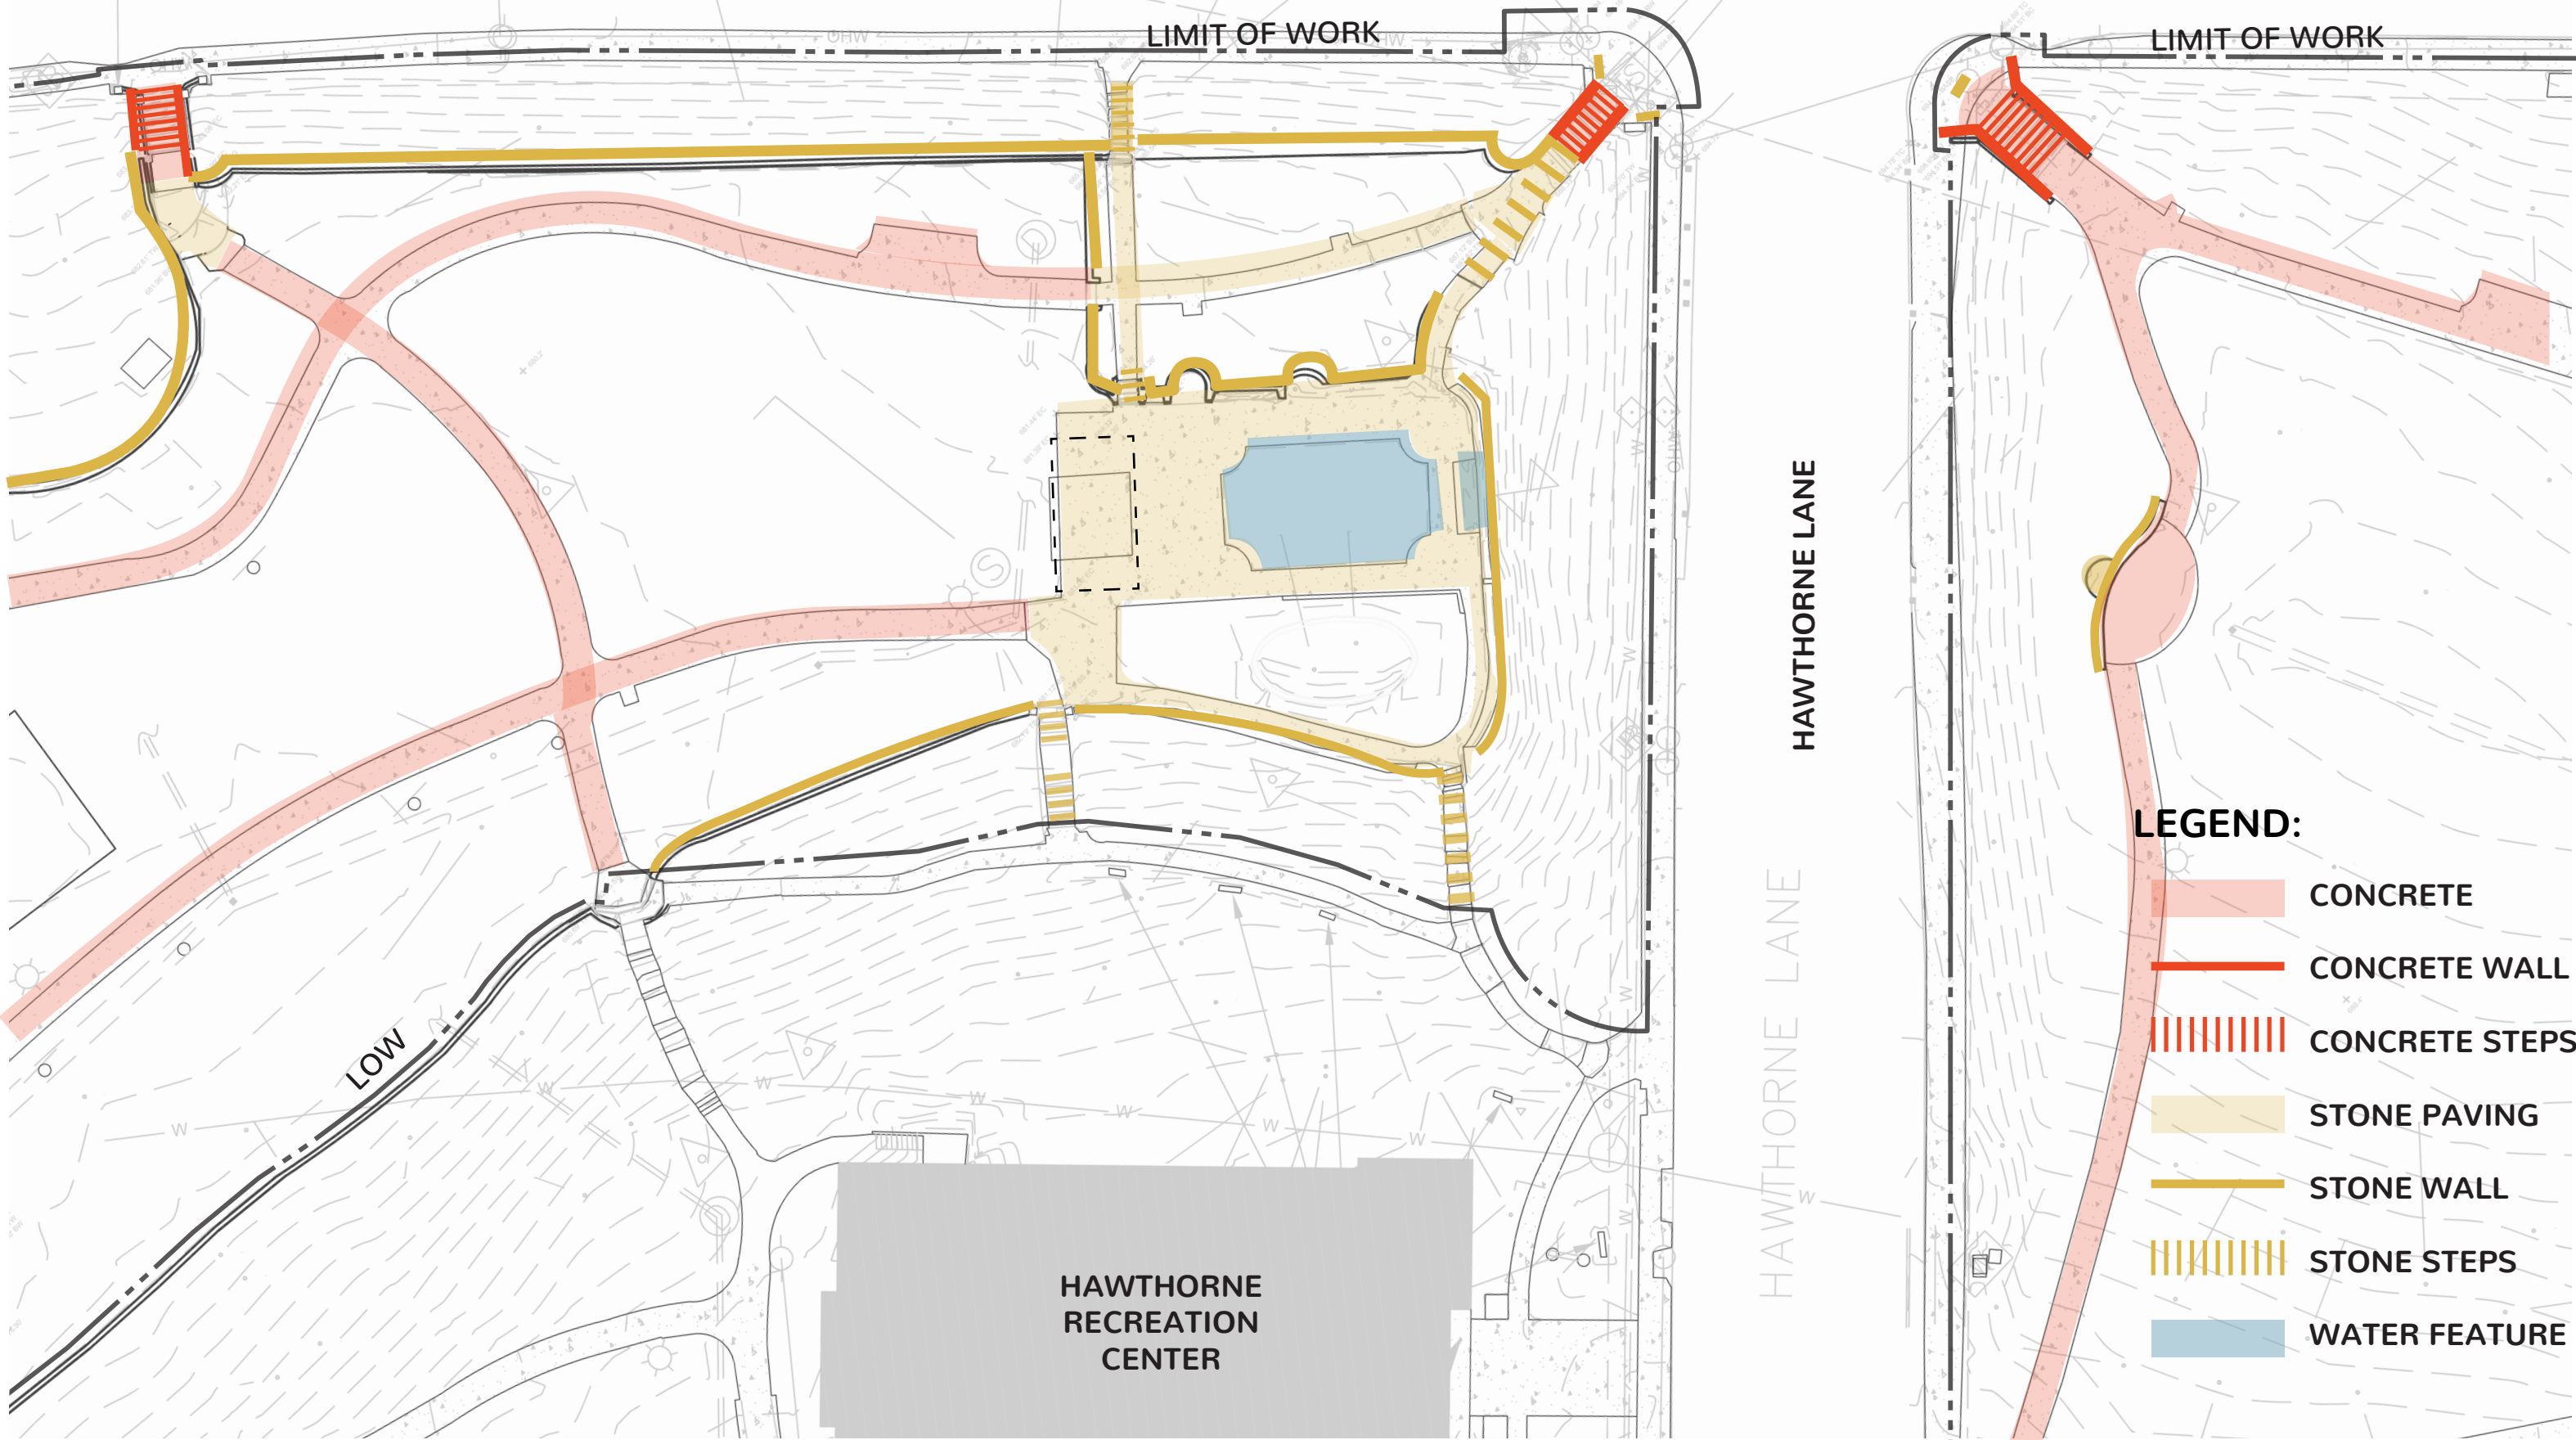 LIMIT OF WORK
LIMIT OF WORK
OHW
HAWTHORNE LANE
HAWTHORNE LANE
LOW
W
W
W
W
W
W
W
S
HAWTHORNE
RECREATION
CENTER
LEGEND:
CONCRETE
CONCRETE WALL
CONCRETE STEPS
STONE PAVING
STONE WALL
STONE STEPS
WATER FEATURE